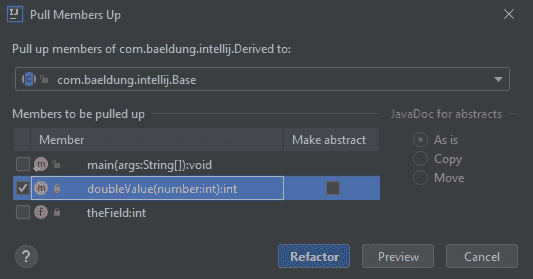 Pull Members Up
Pull up members of com.baeldung.intellij.Derived to:
com.baeldung.intellij.Base
Members to be pulled up
JavaDoc for abstracts
Member Make abstract
main(args:String[]):void
As is
Copy
doubleValue(number:int):int
Move
theField:int
? Refactor Preview Cancel